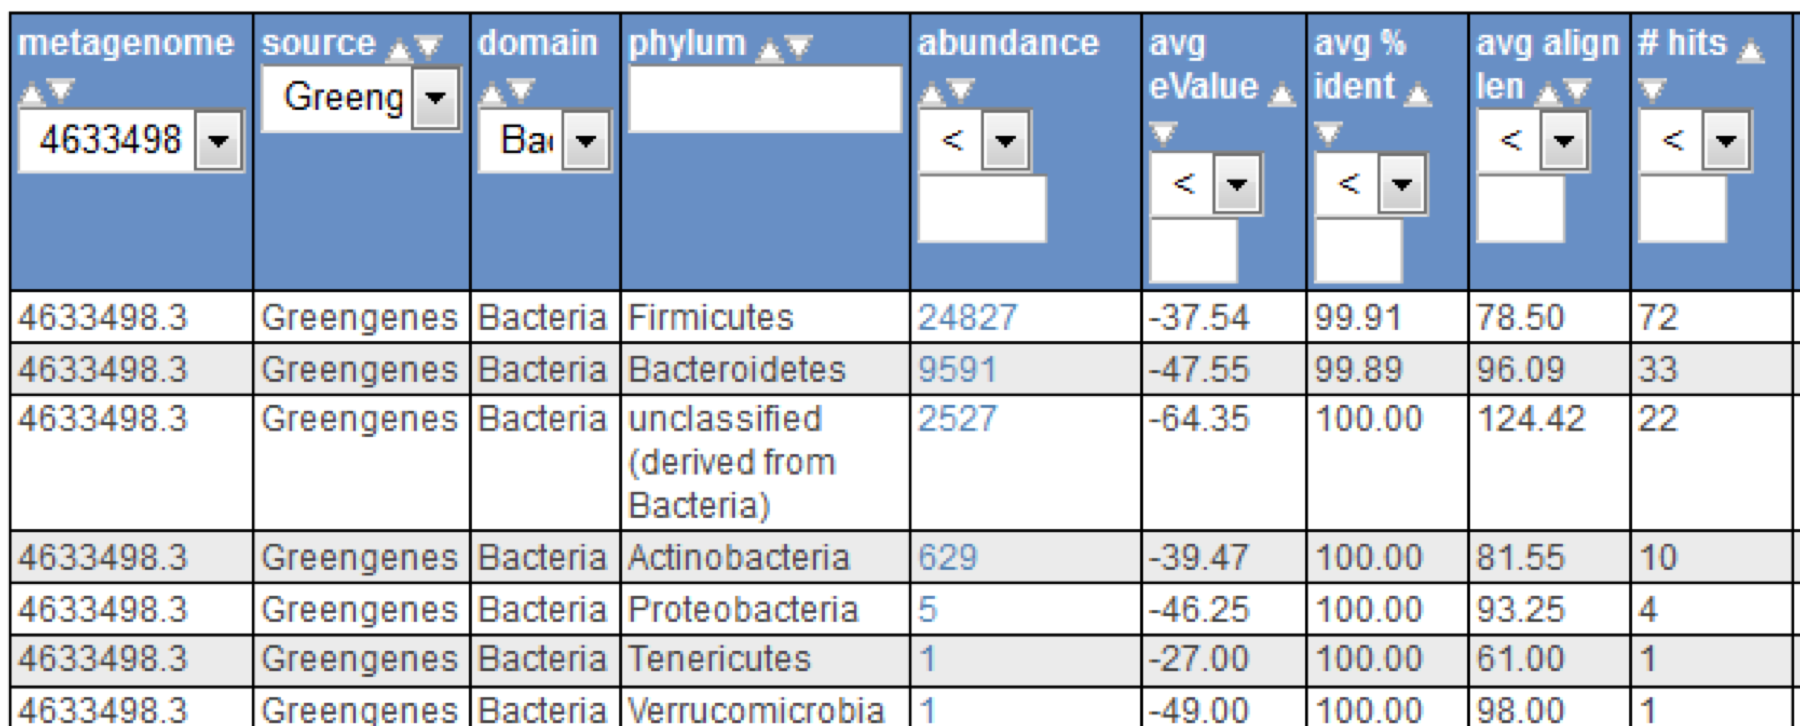 metagenome source domain phylum abundance avg eValue avg % ident avg align len # hits
4633498 Greeng Ba < < < < <
4633498.3 Greengenes Bacteria Firmicutes 24827 -37.54 99.91 78.50 72
4633498.3 Greengenes Bacteria Bacteroidetes 9591 -47.55 99.89 96.09 33
4633498.3 Greengenes Bacteria unclassified (derived from Bacteria) 2527 -64.35 100.00 124.42 22
4633498.3 Greengenes Bacteria Actinobacteria 629 -39.47 100.00 81.55 10
4633498.3 Greengenes Bacteria Proteobacteria 5 -46.25 100.00 93.25 4
4633498.3 Greengenes Bacteria Tenericutes 1 -27.00 100.00 61.00 1
4633498.3 Greengenes Bacteria Verrucomicrobia 1 -49.00 100.00 98.00 1